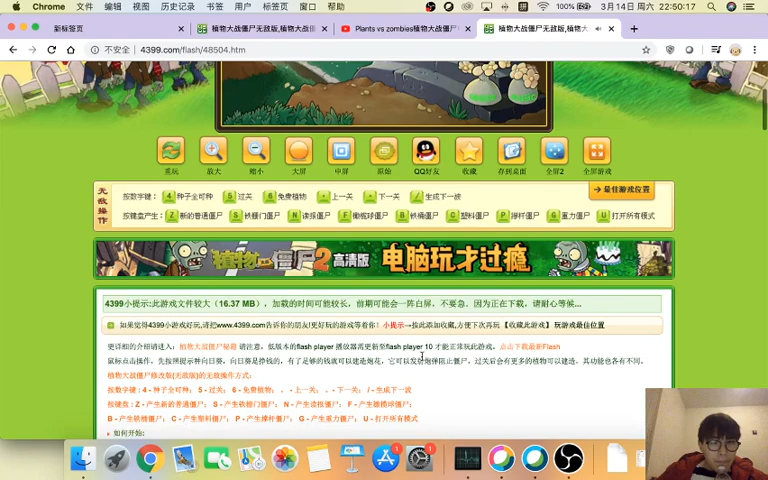 Chrome 文件 修改 视图 历史记录 书签 窗口 帮助 100% 3月14日 周六 22:50:17
新标签页 植物大战僵尸无敌版,植物大战 Plants vs zombies植物大战僵尸 植物大战僵尸无敌版,植物大
不安全 4399.com/flash/48504.htm
重玩 放大 缩小 大屏 中屏 原始 QQ好友 收藏 存到桌面 全屏2 全屏游戏
无敌操作
按数字键： 4 种子全可种 5 过关 6 免费植物 上一关 下一关 / 生成下一波 最佳游戏位置
按键盘产生： Z 新的普通僵尸 S 铁栅门僵尸 N 读报僵尸 F 橄榄球僵尸 B 铁桶僵尸 C 塑料僵尸 P 撑杆僵尸 G 重力僵尸 U 打开所有模式
植物大战僵尸2高清版 电脑玩才过瘾
4399小提示:此游戏文件较大（16.37 MB），加载的时间可能较长，前期可能会一阵白屏，不要急．因为正在下载，请耐心等候...
如果觉得4399小游戏好玩,请把www.4399.com告诉你的朋友!更好玩的游戏等着你! 小提示→按此添加收藏,方便下次再玩【收藏此游戏】 玩游戏最佳位置
更详细的介绍请进入：植物大战僵尸秘籍 请注意，低版本的flash player 播放器需更新至flash player 10 才能正常玩此游戏。点击下载最新Flash
鼠标点击操作，先按照提示种向日葵，向日葵是挣钱的，有了足够的钱就可以建造炮花，它可以发射炮弹阻止僵尸，过关后会有更多的植物可以建造，其功能也各有不同。
植物大战僵尸修改版(无敌版)的无敌操作方式：
按数字键：4 - 种子全可种； 5 - 过关； 6 - 免费植物； ，- 上一关； 。- 下一关； / - 生成下一波
按键盘：Z - 产生新的普通僵尸； S - 产生铁栅门僵尸； N - 产生读报僵尸； F - 产生橄榄球僵尸；
B - 产生铁桶僵尸； C - 产生塑料僵尸； P - 产生撑杆僵尸； G - 产生重力僵尸； U - 打开所有模式
如何开始: